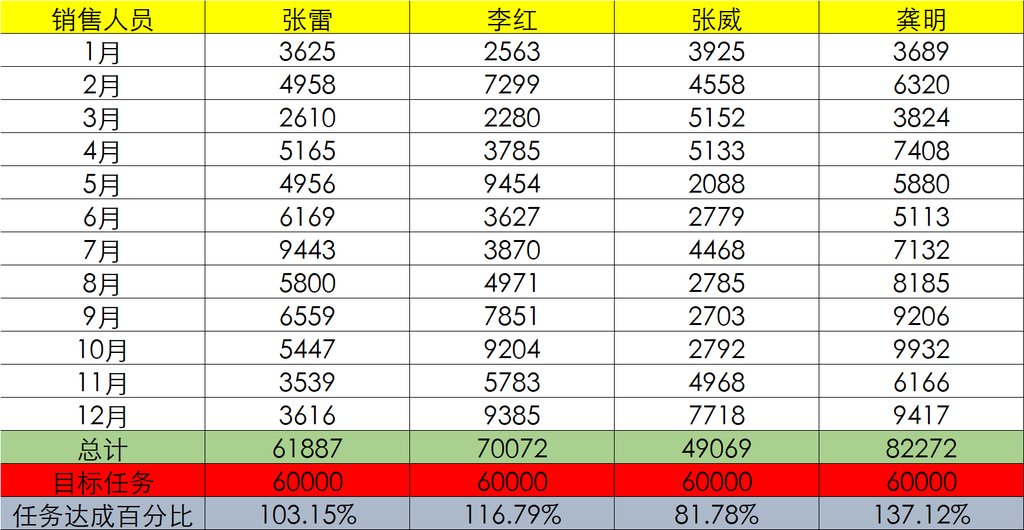 销售人员 张雷 李红 张威 龚明
1月 3625 2563 3925 3689
2月 4958 7299 4558 6320
3月 2610 2280 5152 3824
4月 5165 3785 5133 7408
5月 4956 9454 2088 5880
6月 6169 3627 2779 5113
7月 9443 3870 4468 7132
8月 5800 4971 2785 8185
9月 6559 7851 2703 9206
10月 5447 9204 2792 9932
11月 3539 5783 4968 6166
12月 3616 9385 7718 9417
总计 61887 70072 49069 82272
目标任务 60000 60000 60000 60000
任务达成百分比 103.15% 116.79% 81.78% 137.12%